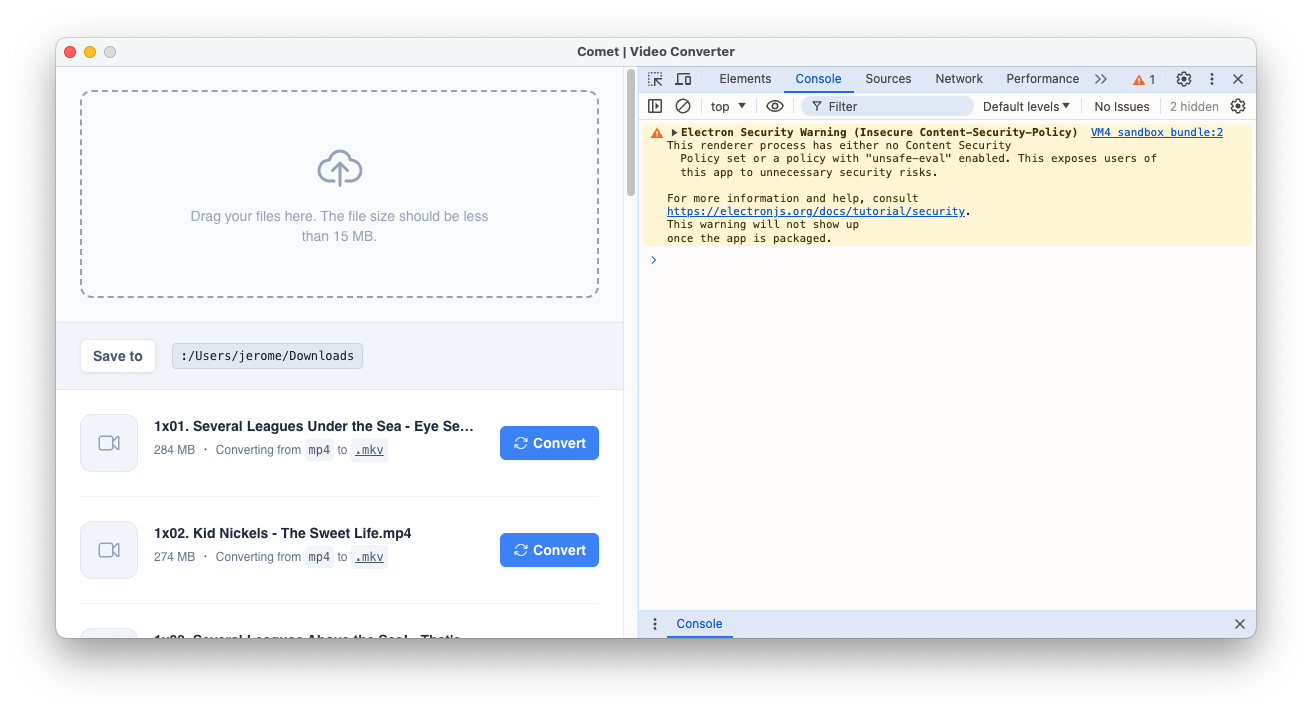 Comet | Video Converter
Drag your files here. The file size should be less
than 15 MB.
Save to
:/Users/jerome/Downloads
1x01. Several Leagues Under the Sea - Eye Se...
284 MB · Converting from mp4 to .mkv
Convert
1x02. Kid Nickels - The Sweet Life.mp4
274 MB · Converting from mp4 to .mkv
Convert
Elements Console Sources Network Performance 1
top Filter Default levels No Issues 2 hidden
Electron Security Warning (Insecure Content-Security-Policy) VM4 sandbox bundle:2
This renderer process has either no Content Security
Policy set or a policy with "unsafe-eval" enabled. This exposes users of
this app to unnecessary security risks.
For more information and help, consult
https://electronjs.org/docs/tutorial/security.
This warning will not show up
once the app is packaged.
Console